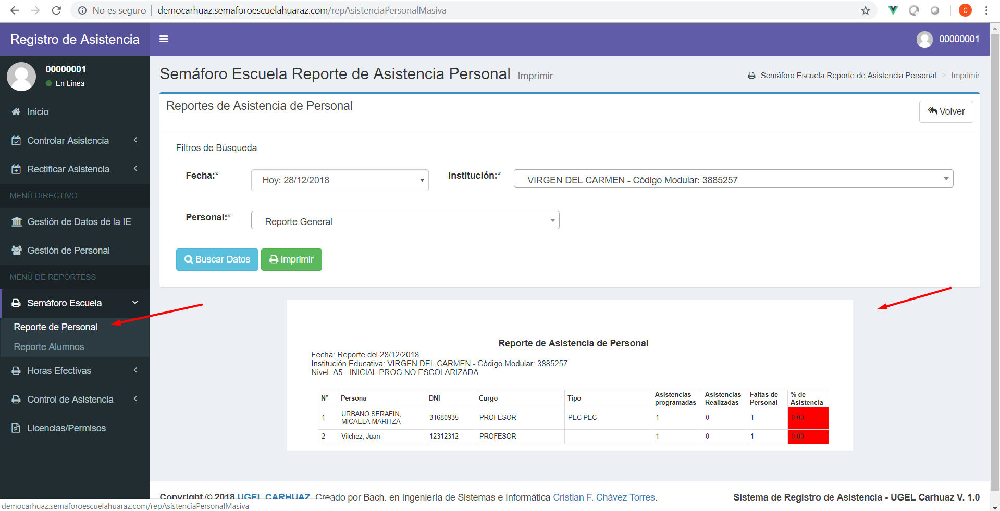 No es seguro | democarhuaz.semaforoescuelahuaraz.com/repAsistenciaPersonalMasiva
C
Registro de Asistencia
00000001
00000001
En Línea
Inicio
Controlar Asistencia
Rectificar Asistencia
MENÚ DIRECTIVO
Gestión de Datos de la IE
Gestión de Personal
MENÚ DE REPORTESS
Semáforo Escuela
Reporte de Personal
Reporte Alumnos
Horas Efectivas
Control de Asistencia
Licencias/Permisos
Semáforo Escuela Reporte de Asistencia Personal Imprimir
Semáforo Escuela Reporte de Asistencia Personal > Imprimir
Reportes de Asistencia de Personal
Volver
Filtros de Búsqueda
Fecha:* Hoy: 28/12/2018 Institución:* VIRGEN DEL CARMEN - Código Modular: 3885257
Personal:* Reporte General
Buscar Datos Imprimir
Reporte de Asistencia de Personal
Fecha: Reporte del 28/12/2018
Institución Educativa: VIRGEN DEL CARMEN - Código Modular: 3885257
Nivel: A5 - INICIAL PROG NO ESCOLARIZADA
N° Persona DNI Cargo Tipo Asistencias programadas Asistencias Realizadas Faltas de Personal % de Asistencia
1 URBANO SERAFIN, MICAELA MARITZA 31680935 PROFESOR PEC PEC 1 0 1 0.00
2 Vilchez, Juan 12312312 PROFESOR 1 0 1 0.00
Copyright © 2018 UGEL CARHUAZ. Creado por Bach. en Ingeniería de Sistemas e Informática Cristian F. Chávez Torres.
Sistema de Registro de Asistencia - UGEL Carhuaz V. 1.0
democarhuaz.semaforoescuelahuaraz.com/repAsistenciaPersonalMasiva